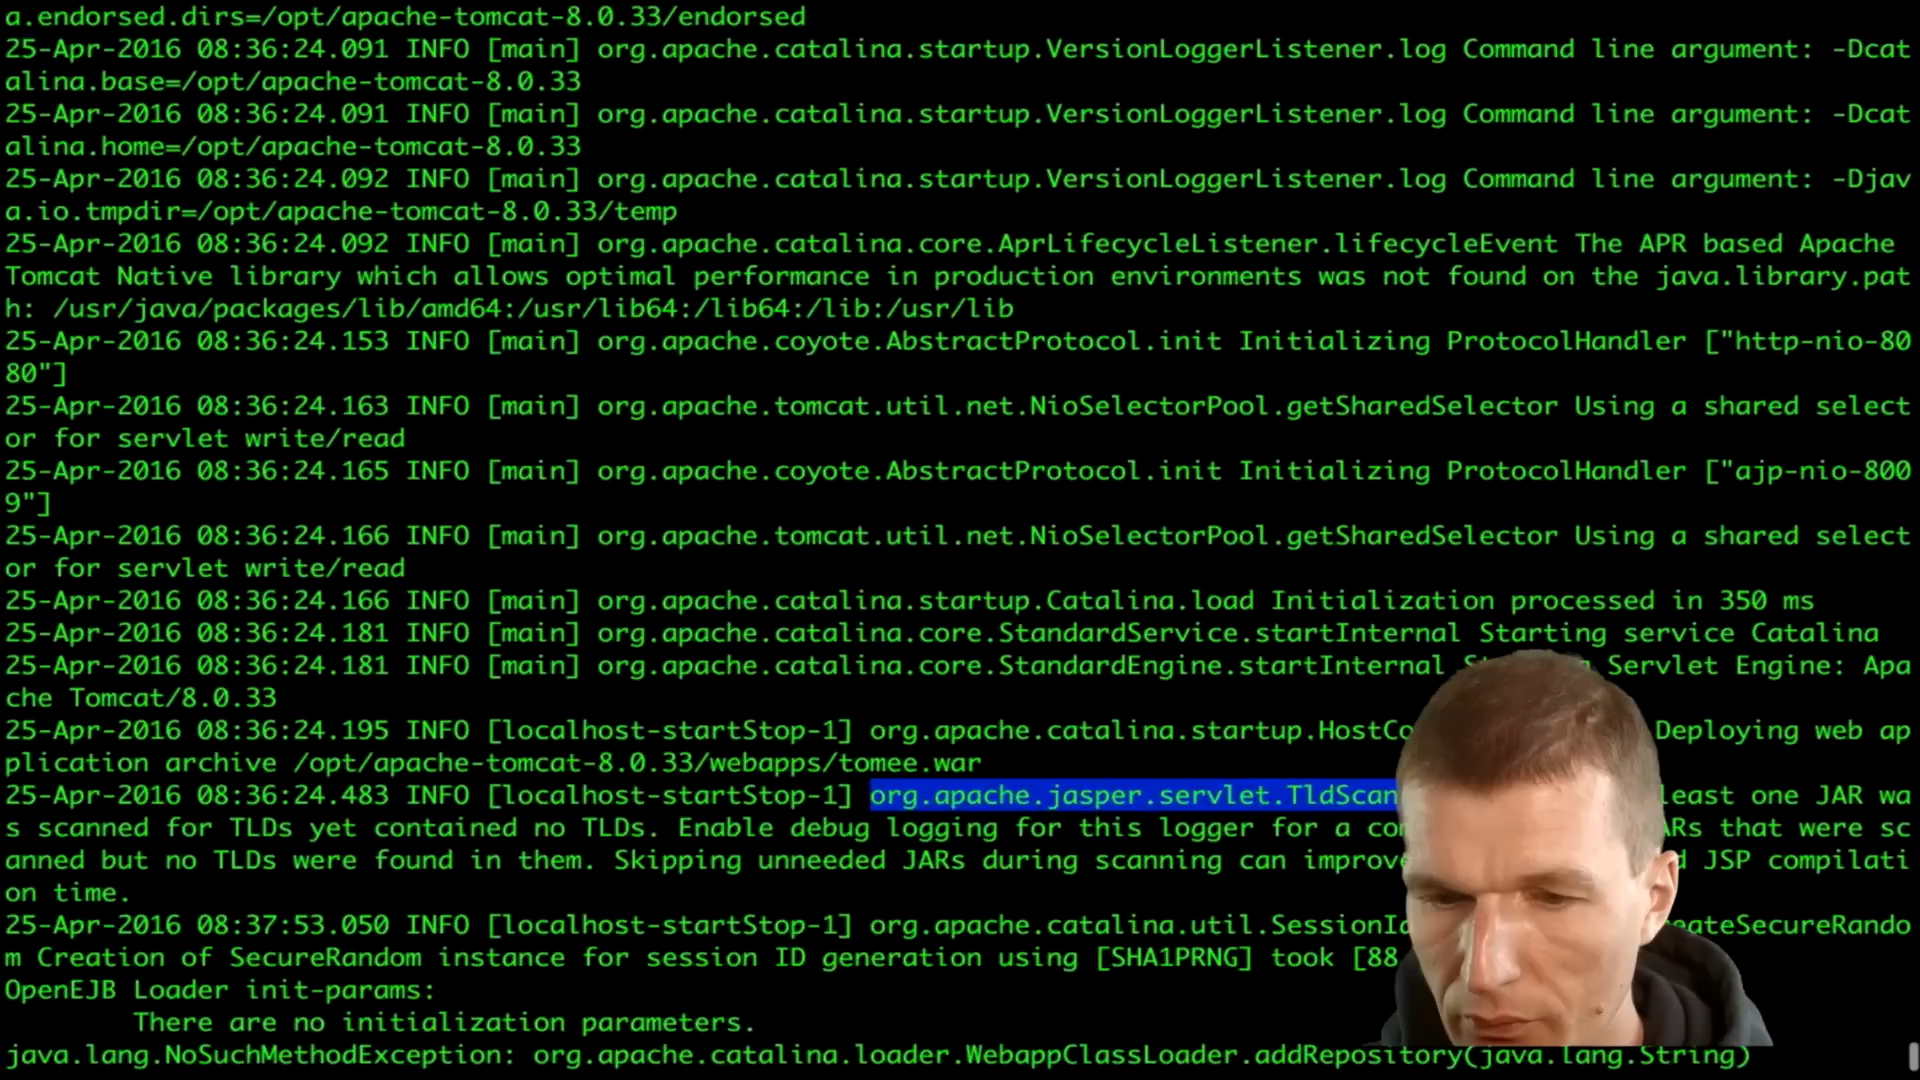 a.endorsed.dirs=/opt/apache-tomcat-8.0.33/endorsed
25-Apr-2016 08:36:24.091 INFO [main] org.apache.catalina.startup.VersionLoggerListener.log Command line argument: -Dcat
alina.base=/opt/apache-tomcat-8.0.33
25-Apr-2016 08:36:24.091 INFO [main] org.apache.catalina.startup.VersionLoggerListener.log Command line argument: -Dcat
alina.home=/opt/apache-tomcat-8.0.33
25-Apr-2016 08:36:24.092 INFO [main] org.apache.catalina.startup.VersionLoggerListener.log Command line argument: -Djav
a.io.tmpdir=/opt/apache-tomcat-8.0.33/temp
25-Apr-2016 08:36:24.092 INFO [main] org.apache.catalina.core.AprLifecycleListener.lifecycleEvent The APR based Apache
Tomcat Native library which allows optimal performance in production environments was not found on the java.library.pat
h: /usr/java/packages/lib/amd64:/usr/lib64:/lib64:/lib:/usr/lib
25-Apr-2016 08:36:24.153 INFO [main] org.apache.coyote.AbstractProtocol.init Initializing ProtocolHandler ["http-nio-80
80"]
25-Apr-2016 08:36:24.163 INFO [main] org.apache.tomcat.util.net.NioSelectorPool.getSharedSelector Using a shared select
or for servlet write/read
25-Apr-2016 08:36:24.165 INFO [main] org.apache.coyote.AbstractProtocol.init Initializing ProtocolHandler ["ajp-nio-800
9"]
25-Apr-2016 08:36:24.166 INFO [main] org.apache.tomcat.util.net.NioSelectorPool.getSharedSelector Using a shared select
or for servlet write/read
25-Apr-2016 08:36:24.166 INFO [main] org.apache.catalina.startup.Catalina.load Initialization processed in 350 ms
25-Apr-2016 08:36:24.181 INFO [main] org.apache.catalina.core.StandardService.startInternal Starting service Catalina
25-Apr-2016 08:36:24.181 INFO [main] org.apache.catalina.core.StandardEngine.startInternal Servlet Engine: Apa
che Tomcat/8.0.33
25-Apr-2016 08:36:24.195 INFO [localhost-startStop-1] org.apache.catalina.startup.HostCo Deploying web ap
plication archive /opt/apache-tomcat-8.0.33/webapps/tomee.war
25-Apr-2016 08:36:24.483 INFO [localhost-startStop-1] org.apache.jasper.servlet.TldScan least one JAR wa
s scanned for TLDs yet contained no TLDs. Enable debug logging for this logger for a co ARs that were sc
anned but no TLDs were found in them. Skipping unneeded JARs during scanning can improve d JSP compilati
on time.
25-Apr-2016 08:37:53.050 INFO [localhost-startStop-1] org.apache.catalina.util.SessionI eateSecureRando
m Creation of SecureRandom instance for session ID generation using [SHA1PRNG] took [88
OpenEJB Loader init-params:
There are no initialization parameters.
java.lang.NoSuchMethodException: org.apache.catalina.loader.WebappClassLoader.addRepository(java.lang.String)